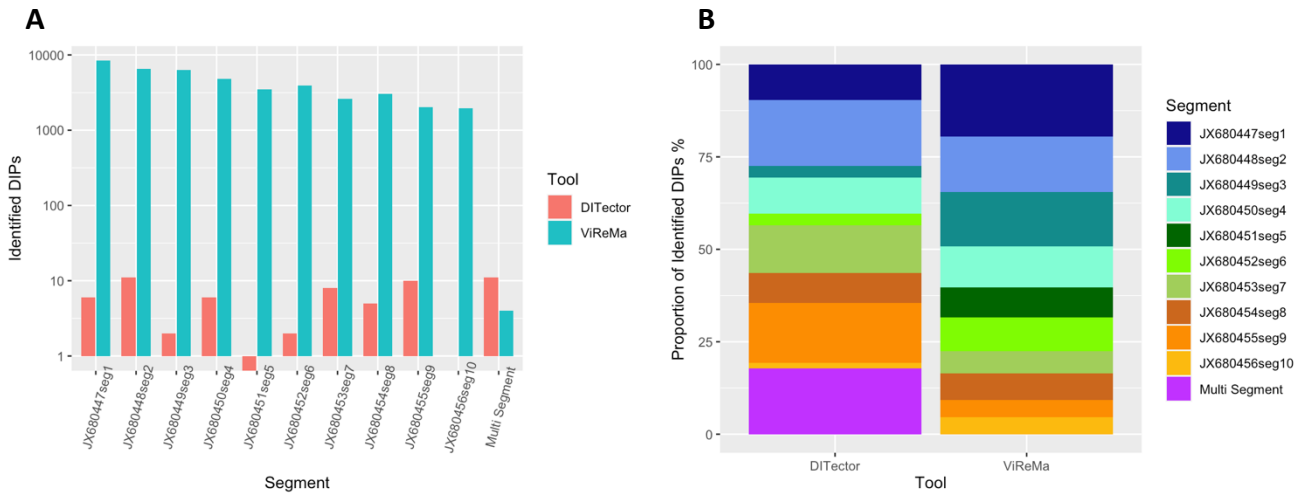 A
Identified DIPs
10000
1000
100
10
1
JX680447seg1
JX680448seg2
JX680449seg3
JX680450seg4
JX680451seg5
JX680452seg6
JX680453seg7
JX680454seg8
JX680455seg9
JX680456seg10
Multi Segment
Segment
Tool
DITector
ViReMa
B
Proportion of Identified DIPs %
100
75
50
25
0
DITector
ViReMa
Tool
Segment
JX680447seg1
JX680448seg2
JX680449seg3
JX680450seg4
JX680451seg5
JX680452seg6
JX680453seg7
JX680454seg8
JX680455seg9
JX680456seg10
Multi Segment